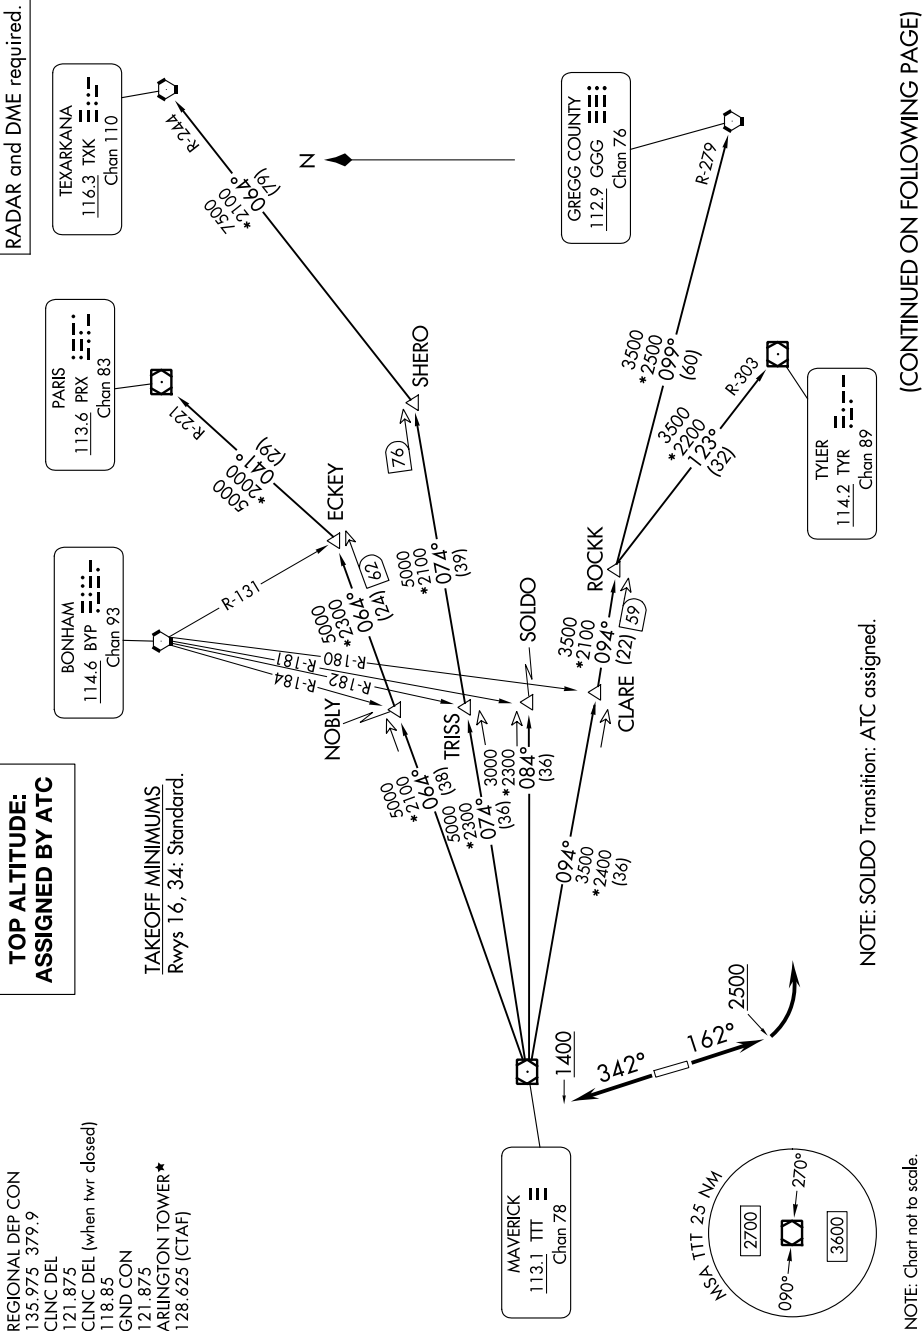 REGIONAL DEP CON
135.975 379.9
CLNC DEL
121.875
CLNC DEL (when twr closed)
118.85
GND CON
121.875
ARLINGTON TOWER★
128.625 (CTAF)
TOP ALTITUDE:
ASSIGNED BY ATC
TAKEOFF MINIMUMS
Rwys 16, 34: Standard.
RADAR and DME required.
BONHAM
114.6 BYP
Chan 93
PARIS
113.6 PRX
Chan 83
TEXARKANA
116.3 TXK
Chan 110
R-131
R-184
R-182
R-181
R-180
R-221
5000
*2000
041°
(29)
R-244
7500
*2100
064°
(79)
N
ECKEY
62
5000
*2300
064°
(24)
NOBLY
5000
*2100
064°
(38)
SHERO
76
5000
*2100
074°
(39)
TRISS
5000
*2300
074°
(36)
SOLDO
3000
*2300
084°
(36)
CLARE
094°
3500
*2400
(36)
ROCKK
59
3500
*2100
094°
(22)
3500
*2500
099°
(60)
R-279
GREGG COUNTY
112.9 GGG
Chan 76
3500
*2200
123°
(32)
R-303
TYLER
114.2 TYR
Chan 89
MAVERICK
113.1 TTT
Chan 78
1400
342°
162°
2500
MSA TTT 25 NM
2700
090°
270°
3600
NOTE: SOLDO Transition: ATC assigned.
NOTE: Chart not to scale.
(CONTINUED ON FOLLOWING PAGE)